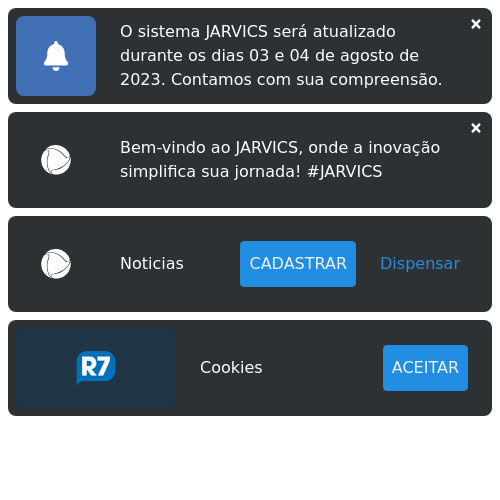 O sistema JARVICS será atualizado
durante os dias 03 e 04 de agosto de
2023. Contamos com sua compreensão.
×
Bem-vindo ao JARVICS, onde a inovação
simplifica sua jornada! #JARVICS
×
Noticias CADASTRAR Dispensar
R7 Cookies ACEITAR